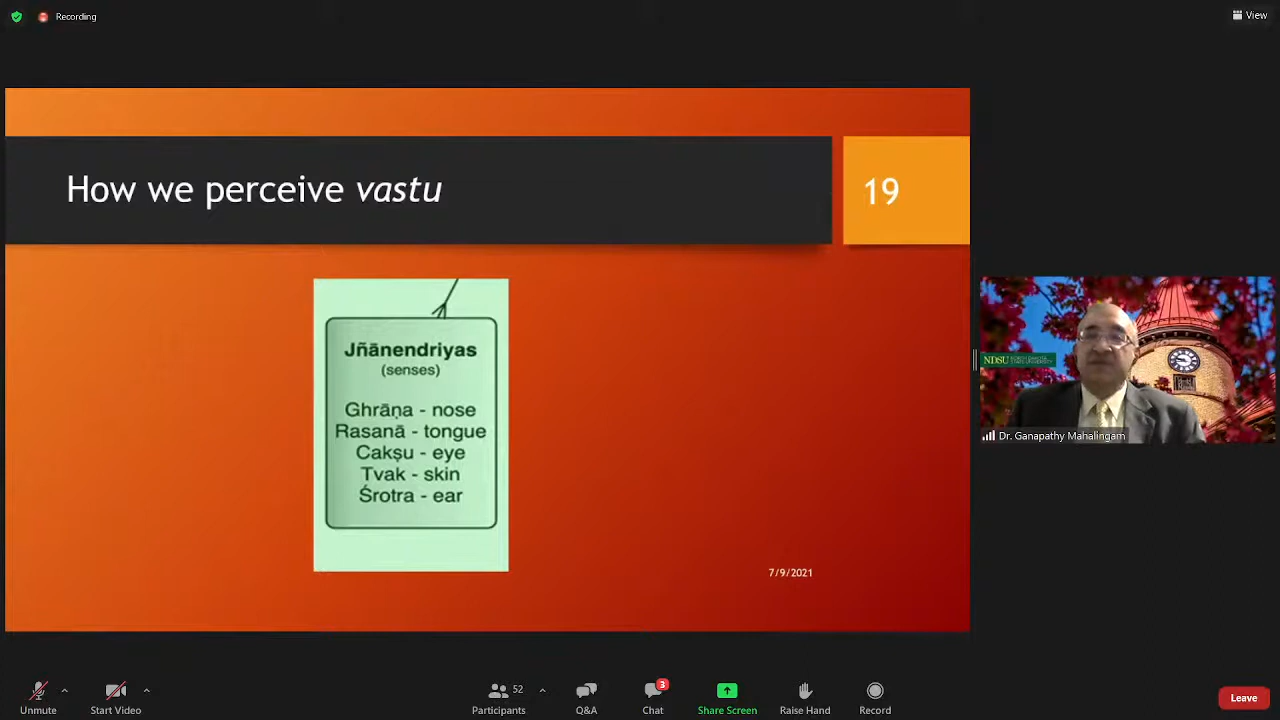 Recording
View
How we perceive vastu
19
Jñānendriyas
(senses)
Ghrāṇa - nose
Rasanā - tongue
Cakṣu - eye
Tvak - skin
Śrotra - ear
7/9/2021
NDSU
Dr. Ganapathy Mahalingam
Unmute
Start Video
52
Participants
Q&A
3
Chat
Share Screen
Raise Hand
Record
Leave